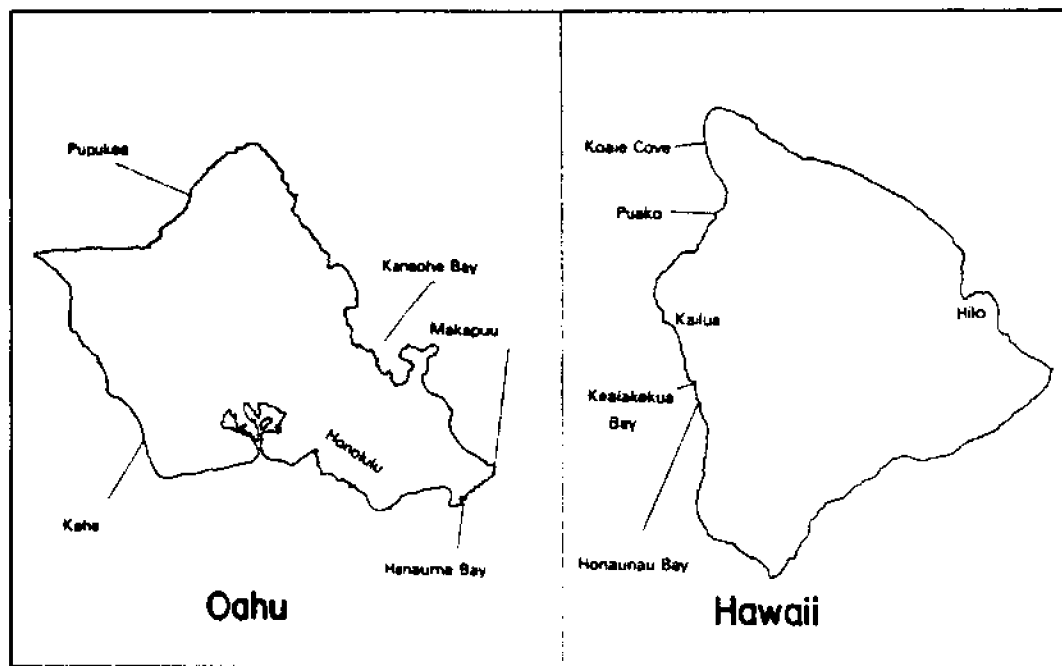 Pupukea
Kaneohe Bay
Makapuu
Honolulu
Kahe
Hanauma Bay
Oahu
Koaie Cove
Puako
Kailua
Hilo
Kealakekua
Bay
Honaunau Bay
Hawaii